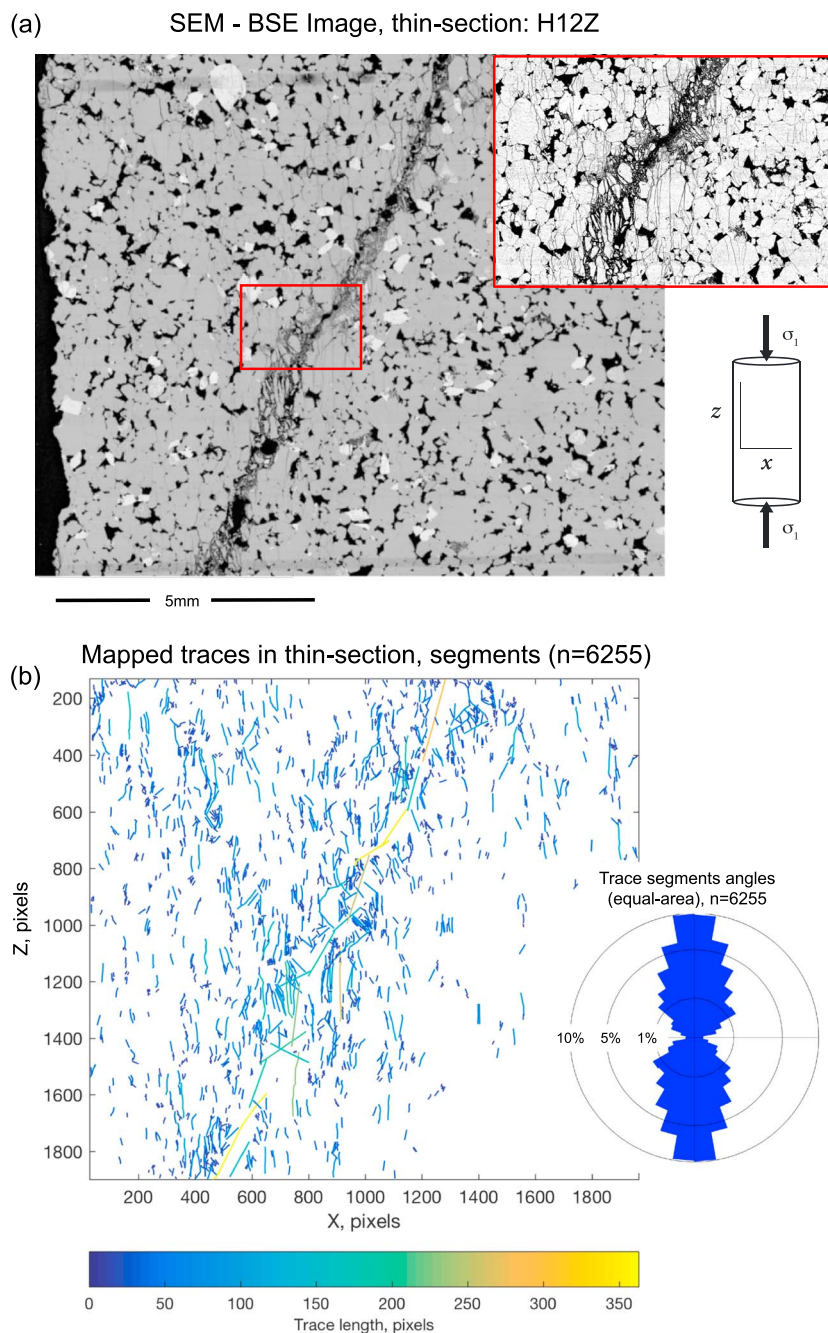 (a)
SEM - BSE Image, thin-section: H12Z
σ1
z
x
σ1
5mm
Mapped traces in thin-section, segments (n=6255)
(b)
200
400
600
800
1000
1200
1400
1600
1800
Z, pixels
200 400 600 800 1000 1200 1400 1600 1800
X, pixels
Trace segments angles
(equal-area), n=6255
10% 5% 1%
0 50 100 150 200 250 300 350
Trace length, pixels